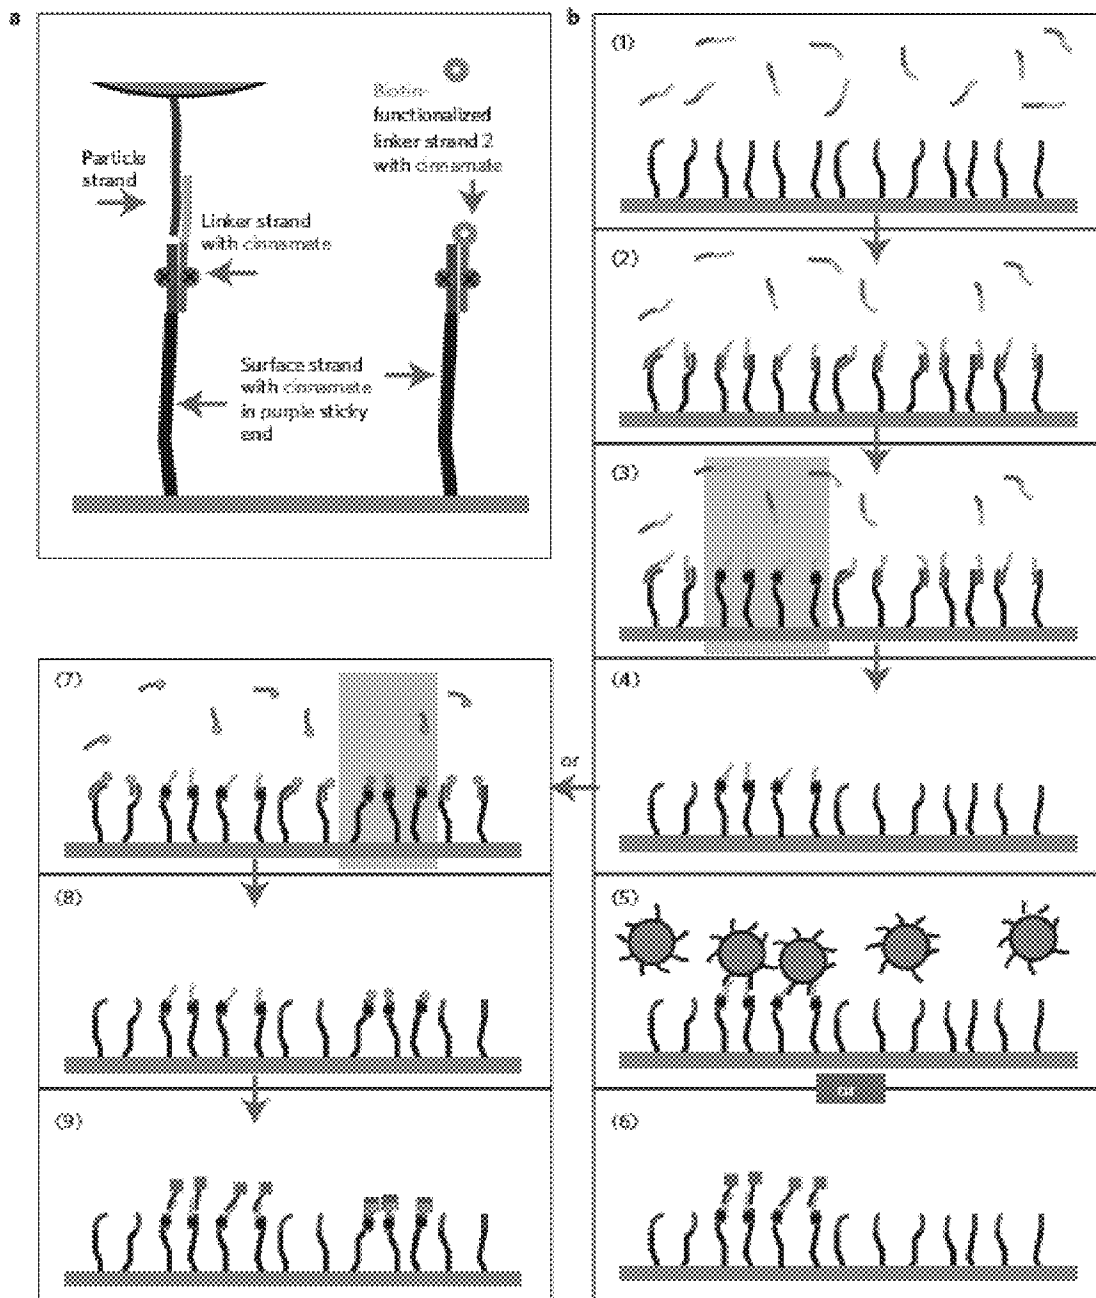 a
Particle
strand
Linker strand
with cinnamate
Biotin-
functionalized
linker strand 2
with cinnamate
Surface strand
with cinnamate
in purple sticky
end
b
(1)
(2)
(3)
(4)
or
(5)
(6)
(7)
(8)
(9)